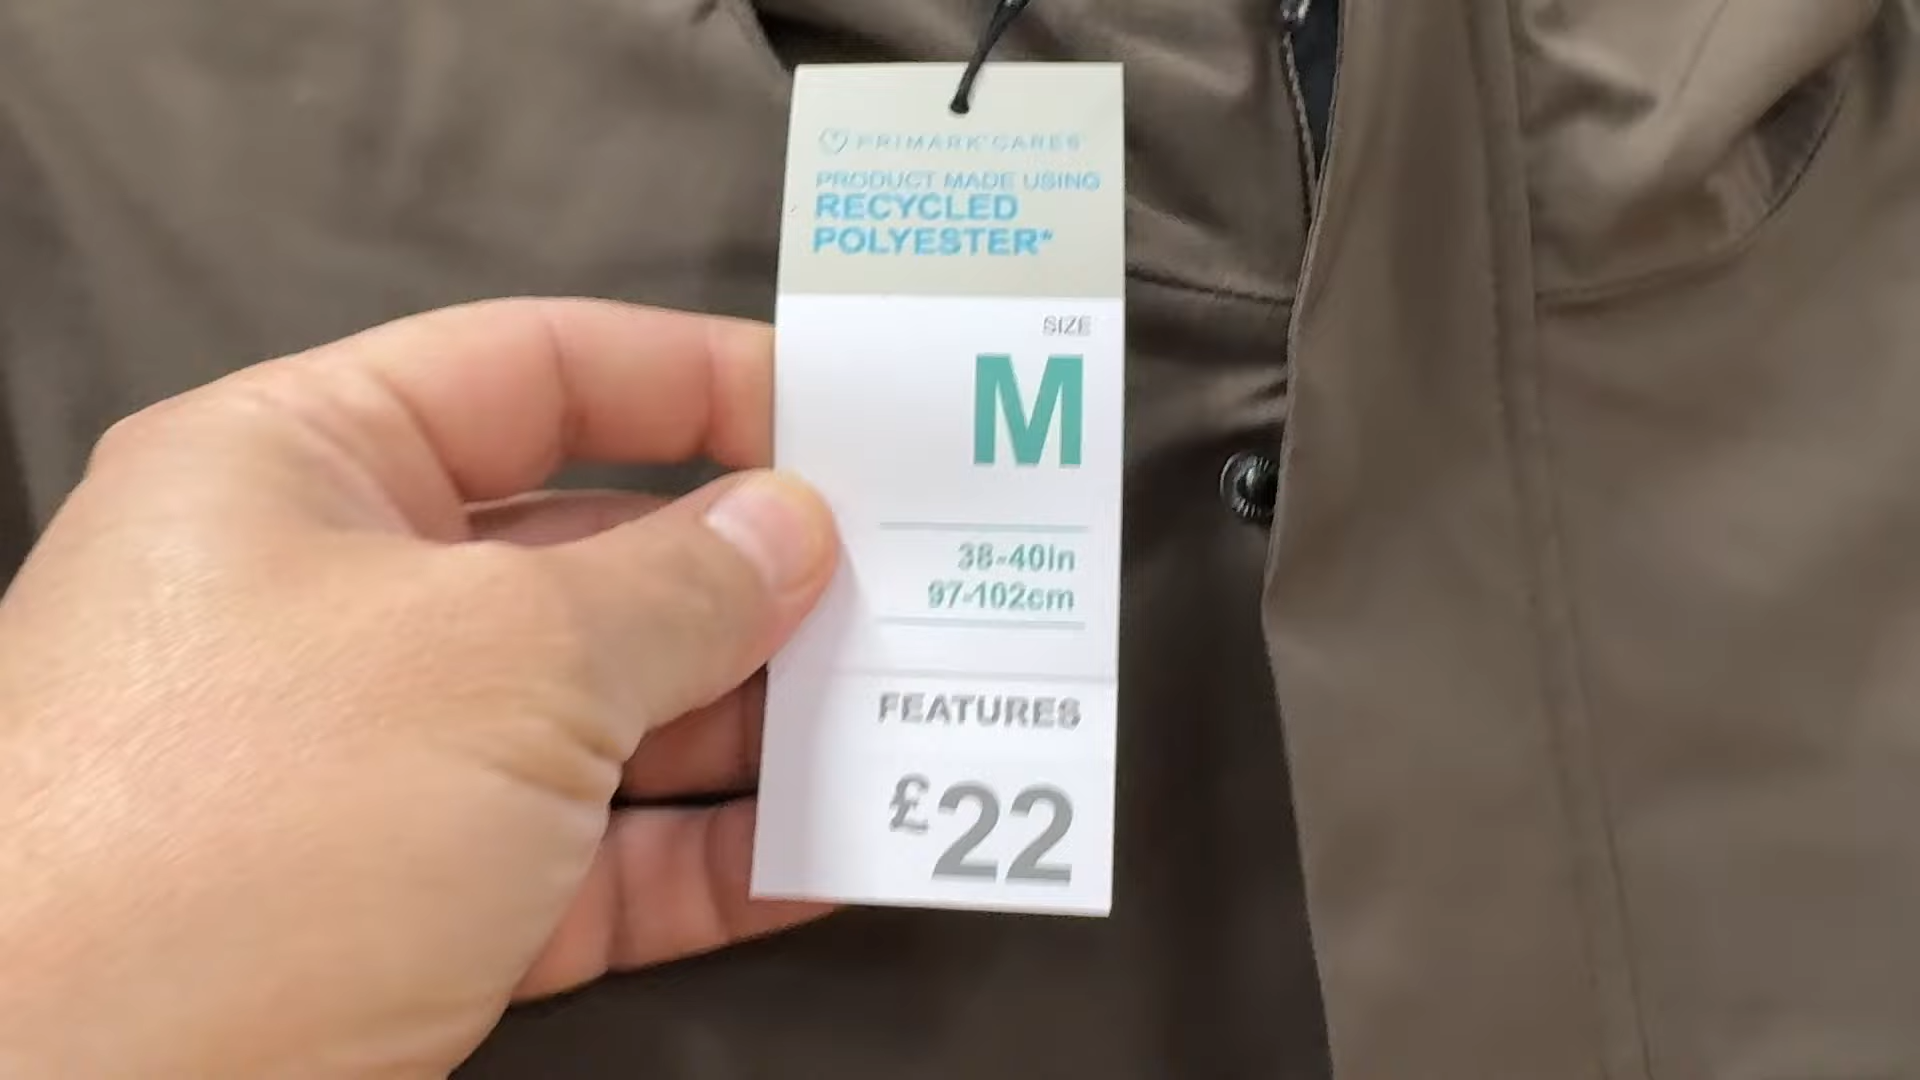 PRIMARK CARES
PRODUCT MADE USING
RECYCLED
POLYESTER*
SIZE
M
38-40in
97-102cm
FEATURES
£22